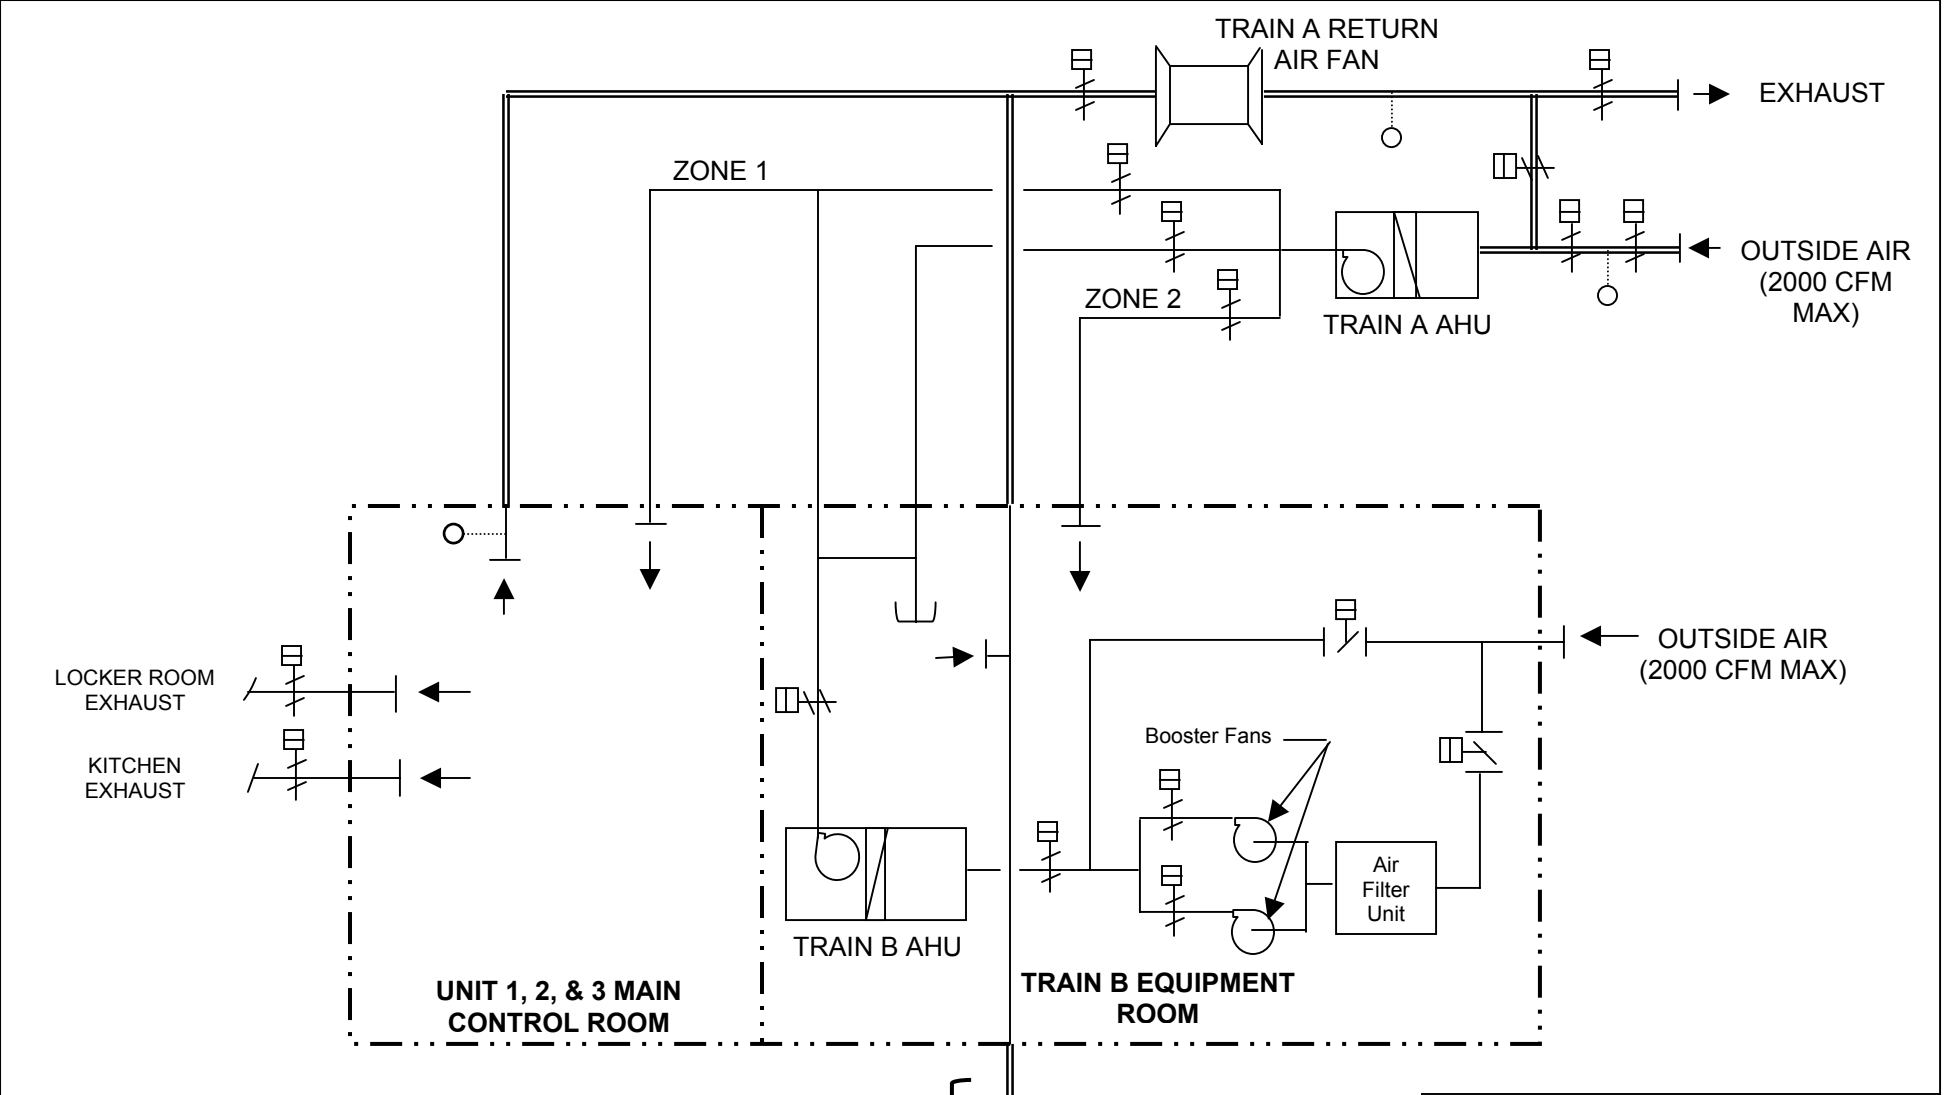 TRAIN A RETURN
AIR FAN
EXHAUST
ZONE 1
OUTSIDE AIR
(2000 CFM
MAX)
ZONE 2
TRAIN A AHU
OUTSIDE AIR
(2000 CFM MAX)
LOCKER ROOM
EXHAUST
KITCHEN
EXHAUST
Booster Fans
Air
Filter
Unit
TRAIN B AHU
UNIT 1, 2, & 3 MAIN
CONTROL ROOM
TRAIN B EQUIPMENT
ROOM